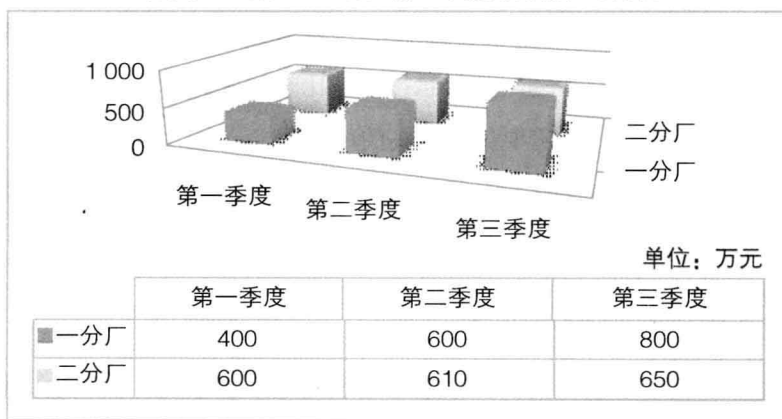 1 000
500
0
二分厂
一分厂
第一季度
第二季度
第三季度
单位：万元
第一季度 第二季度 第三季度
一分厂 400 600 800
二分厂 600 610 650